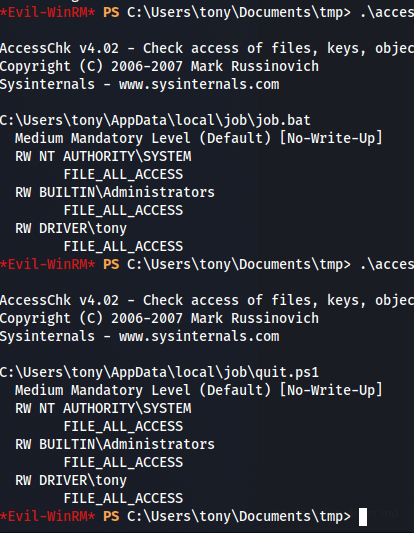 *Evil-WinRM* PS C:\Users\tony\Documents\tmp> .\acces
AccessChk v4.02 - Check access of files, keys, objec
Copyright (C) 2006-2007 Mark Russinovich
Sysinternals - www.sysinternals.com
C:\Users\tony\AppData\local\job\job.bat
Medium Mandatory Level (Default) [No-Write-Up]
RW NT AUTHORITY\SYSTEM
FILE_ALL_ACCESS
RW BUILTIN\Administrators
FILE_ALL_ACCESS
RW DRIVER\tony
FILE_ALL_ACCESS
*Evil-WinRM* PS C:\Users\tony\Documents\tmp> .\acces
AccessChk v4.02 - Check access of files, keys, objec
Copyright (C) 2006-2007 Mark Russinovich
Sysinternals - www.sysinternals.com
C:\Users\tony\AppData\local\job\quit.ps1
Medium Mandatory Level (Default) [No-Write-Up]
RW NT AUTHORITY\SYSTEM
FILE_ALL_ACCESS
RW BUILTIN\Administrators
FILE_ALL_ACCESS
RW DRIVER\tony
FILE_ALL_ACCESS
*Evil-WinRM* PS C:\Users\tony\Documents\tmp>